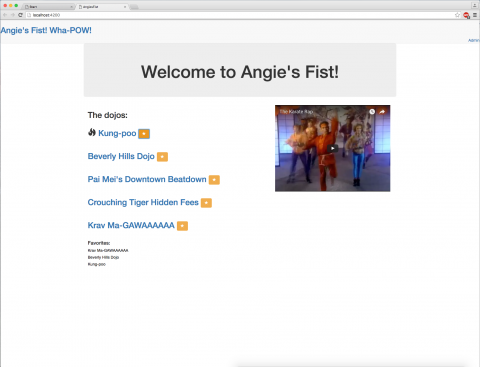 Start
AngiesFist
localhost:4200
Angie's Fist! Wha-POW!
Admin
Welcome to Angie's Fist!
The dojos:
Kung-poo +
Beverly Hills Dojo +
Pai Mei's Downtown Beatdown +
Crouching Tiger Hidden Fees +
Krav Ma-GAWAAAAAA +
The Karate Rap
Favorites:
Krav Ma-GAWAAAAAA
Beverly Hills Dojo
Kung-poo